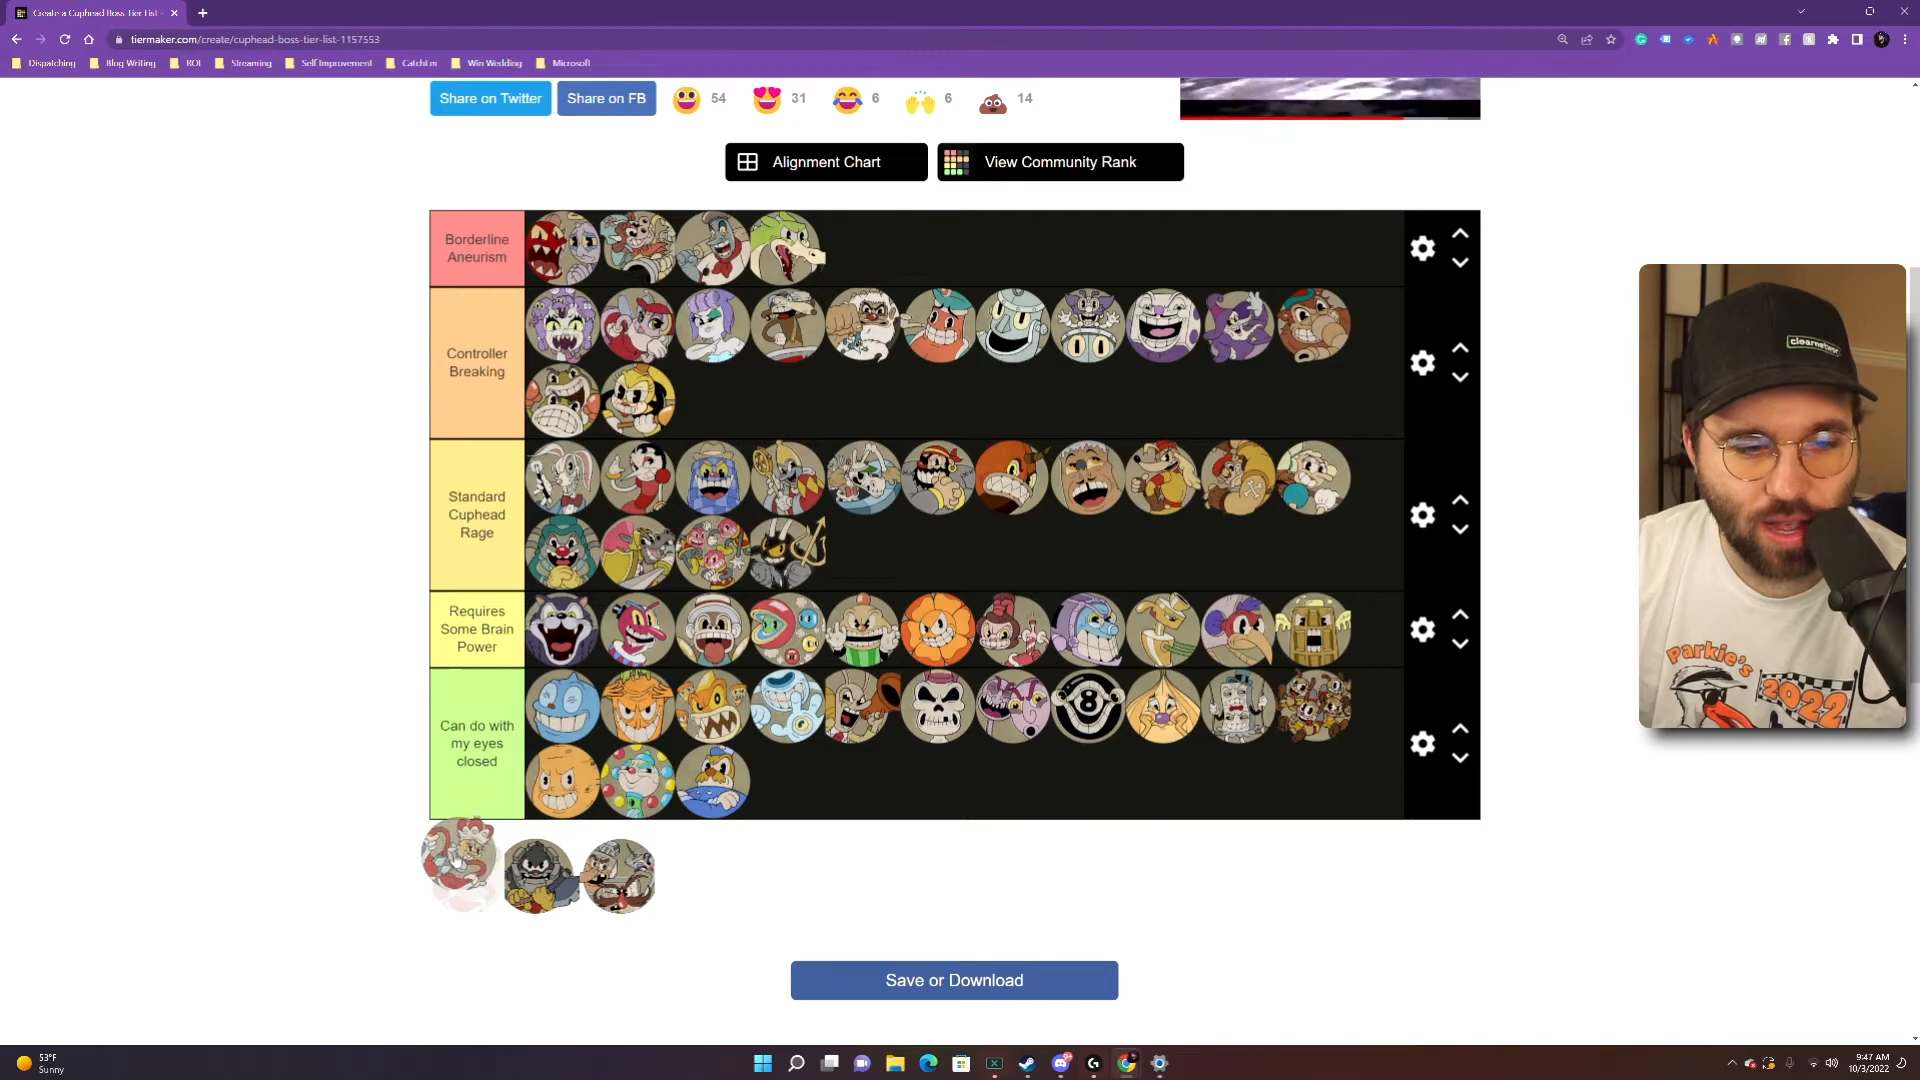 Create a Cuphead Boss Tier List -
tiermaker.com/create/cuphead-boss-tier-list-1157553
Dispatching
Blog Writing
ROI
Streaming
Self Improvement
CatchEm
Win Wedding
Microsoft
Share on Twitter
Share on FB
54
31
6
6
14
Alignment Chart
View Community Rank
Borderline
Aneurism
Controller
Breaking
Standard
Cuphead
Rage
Requires
Some Brain
Power
8
Can do with
my eyes
closed
Parkie's
2022
Save or Download
53°F
Sunny
9:47 AM
10/3/2022